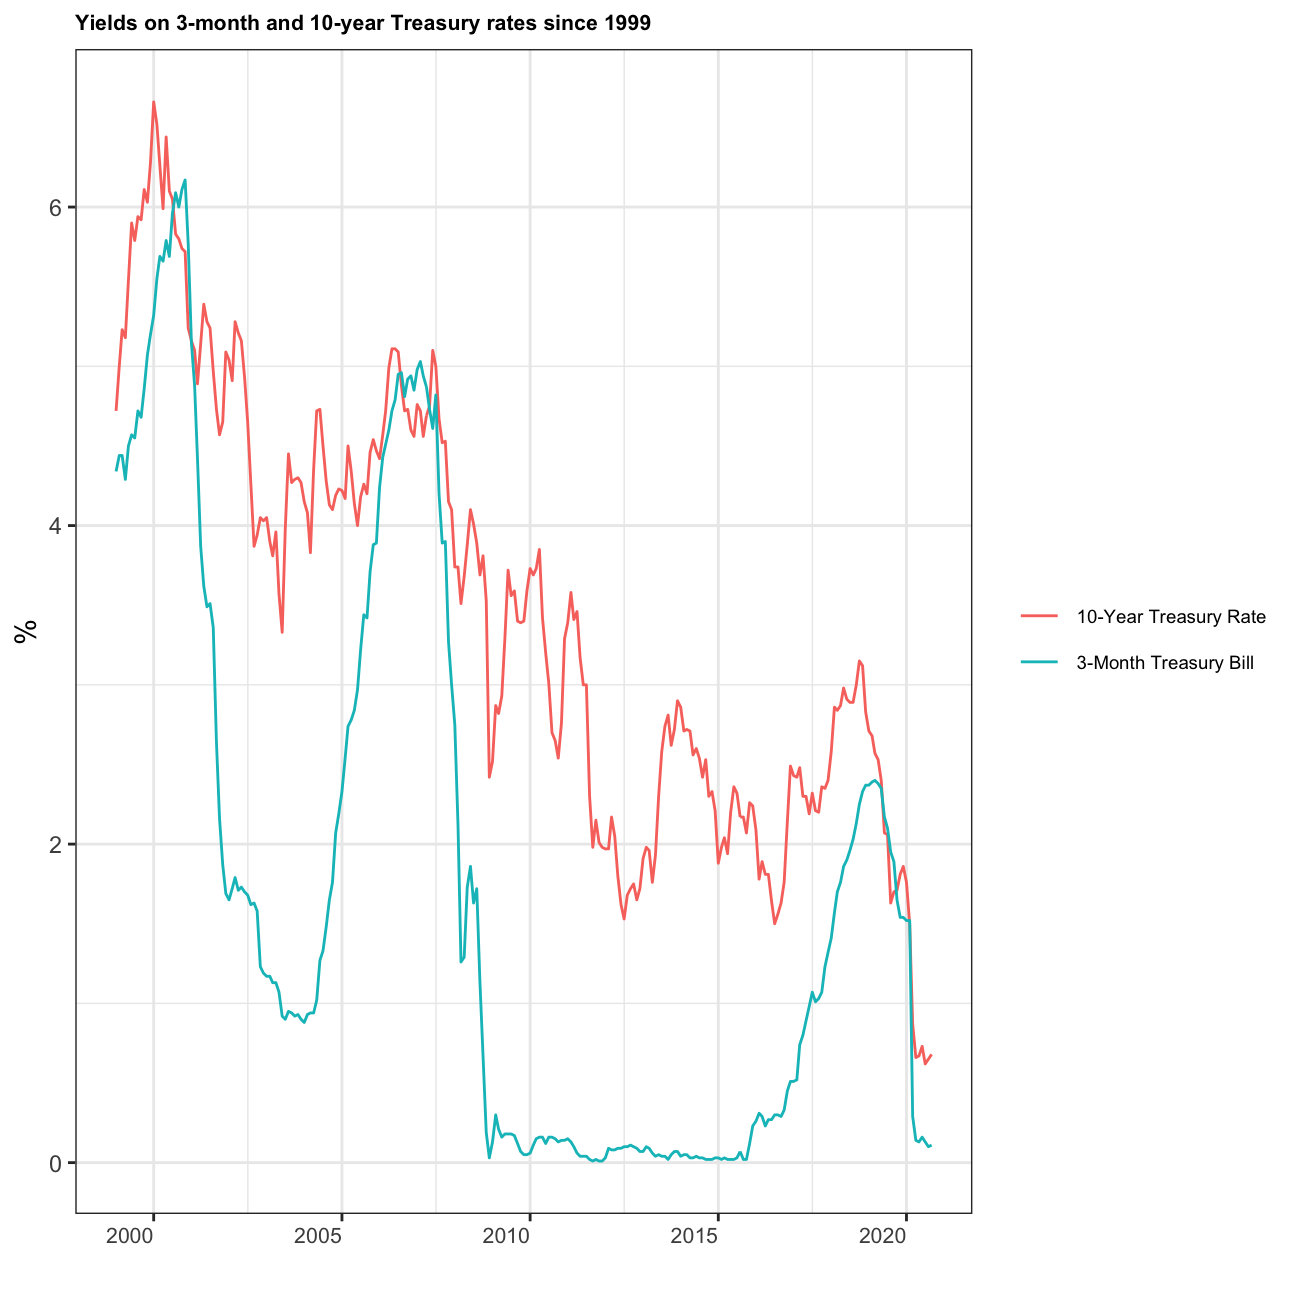 Yields on 3-month and 10-year Treasury rates since 1999
6
4
2
0
%
2000 2005 2010 2015 2020
10-Year Treasury Rate
3-Month Treasury Bill